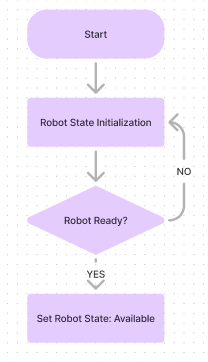 Start
Robot State Initialization
NO
Robot Ready?
YES
Set Robot State: Available